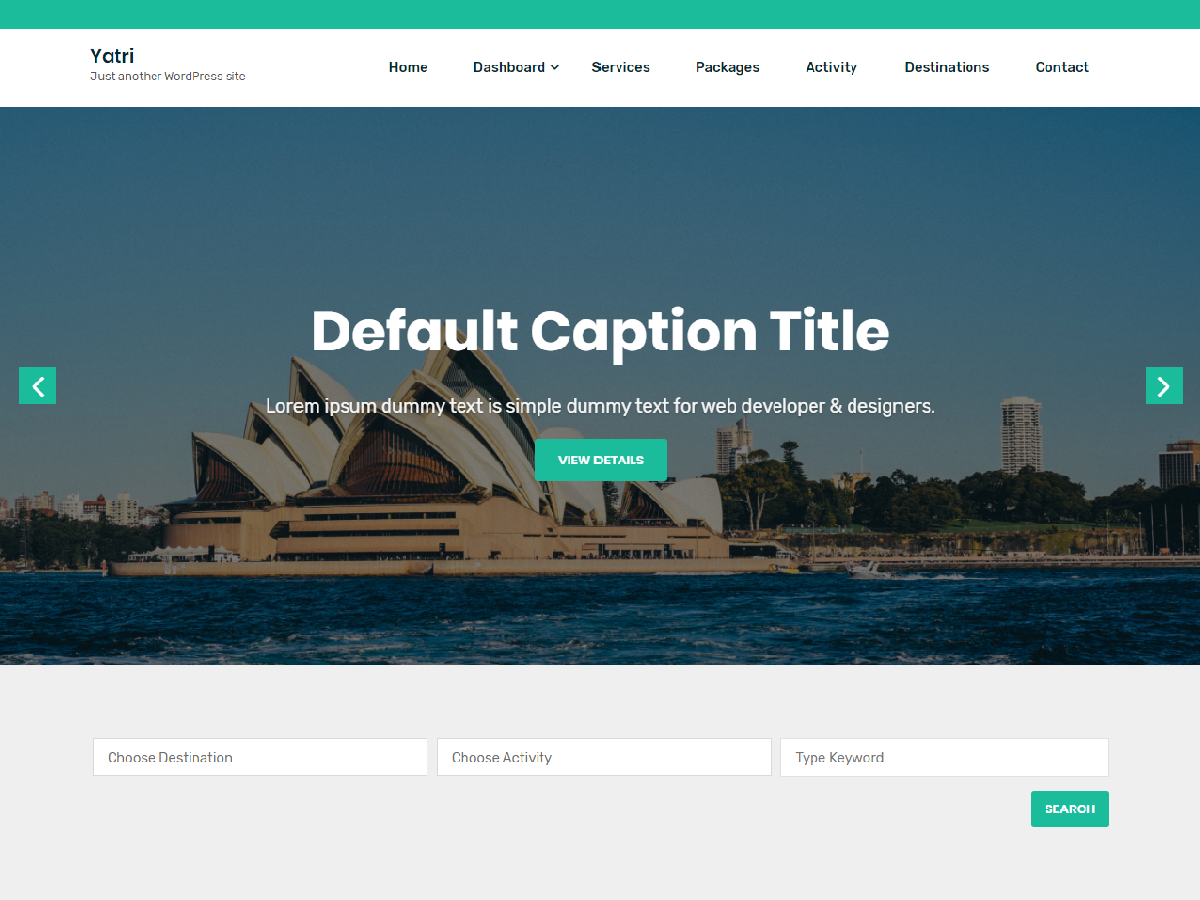 Yatri
Just another WordPress site
Home Dashboard Services Packages Activity Destinations Contact
Default Caption Title
Lorem ipsum dummy text is simple dummy text for web developer & designers.
VIEW DETAILS
Choose Destination Choose Activity Type Keyword
SEARCH